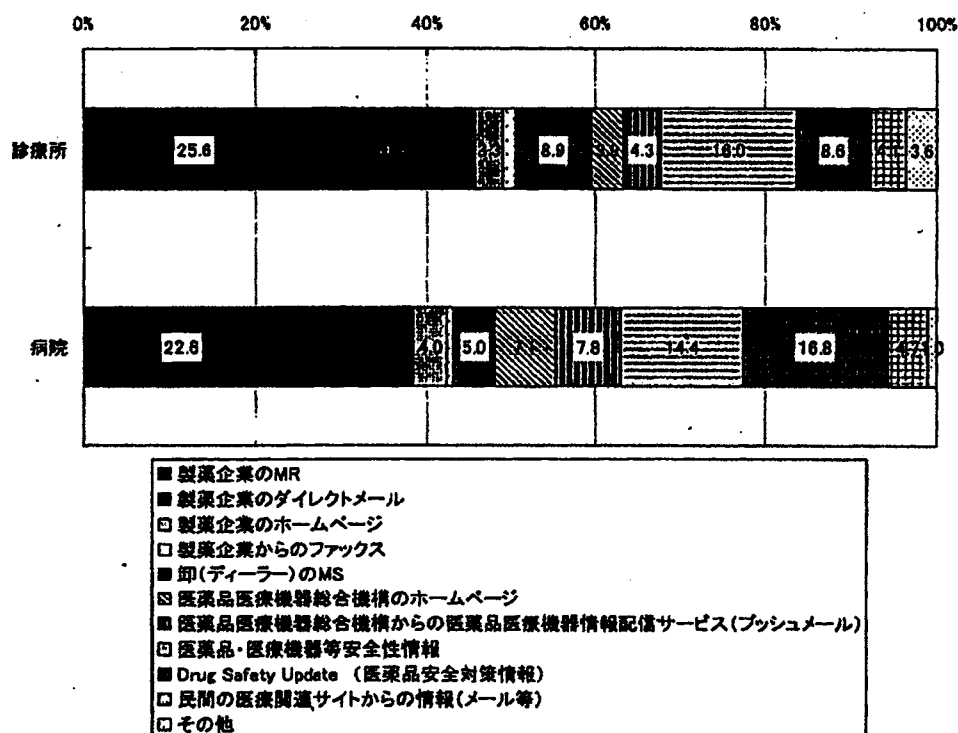 0% 20% 40% 60% 80% 100%
診療所 25.6 8.9 4.3 16.0 8.6 3.6
病院 22.6 4.0 5.0 7.1 7.8 14.4 16.8 4.7 1.0
■ 製薬企業のMR
■ 製薬企業のダイレクトメール
製薬企業のホームページ
□ 製薬企業からのファックス
■ 卸(ディーラー)のMS
医薬品医療機器総合機構のホームページ
医薬品医療機器総合機構からの医薬品医療機器情報配信サービス(プッシュメール)
医薬品・医療機器等安全性情報
■ Drug Safety Update (医薬品安全対策情報)
民間の医療関連サイトからの情報(メール等)
その他